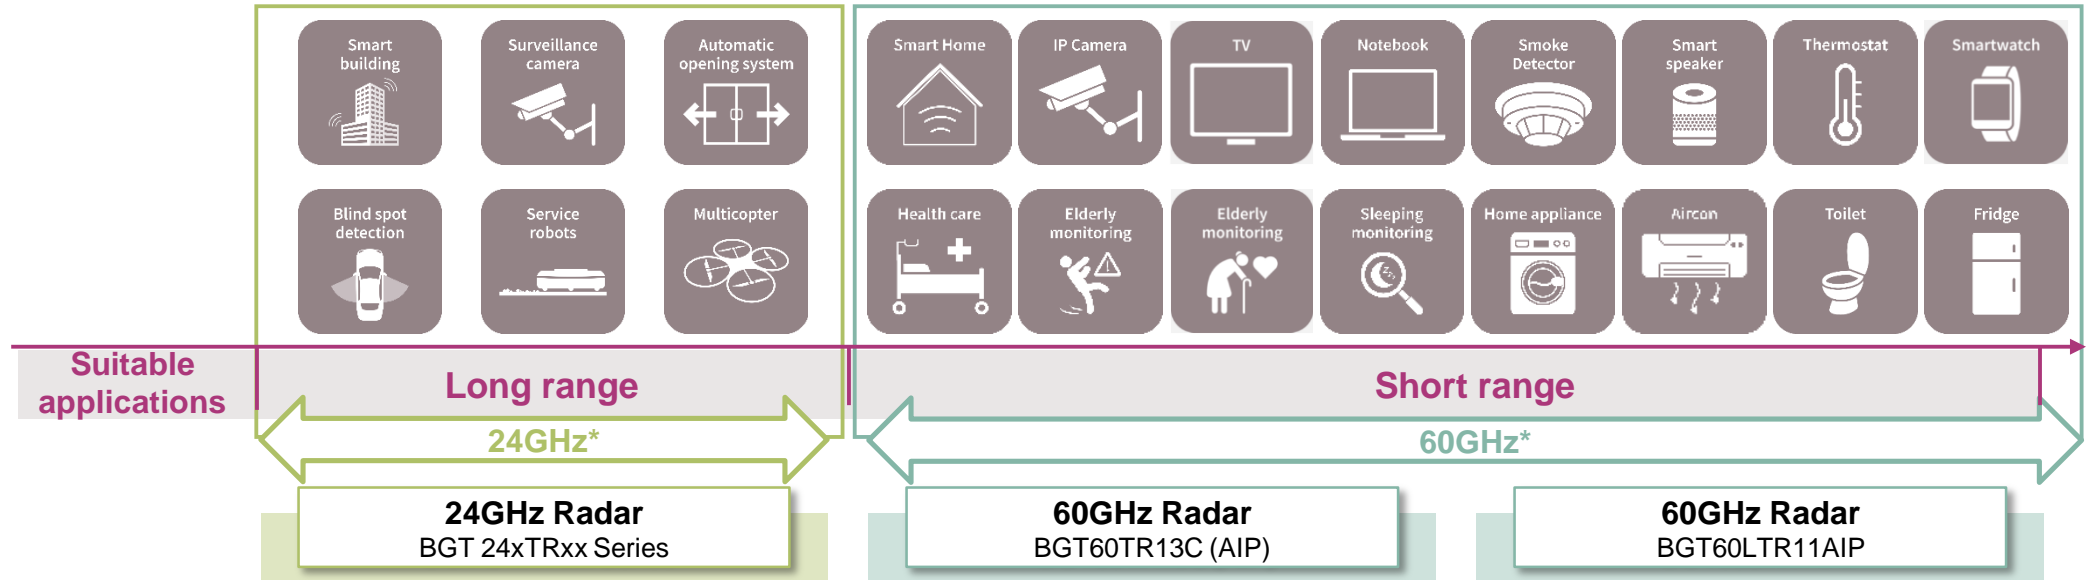 Smart
building
Surveillance
camera
Automatic
opening system
Smart Home
IP Camera
TV
Notebook
Smoke
Detector
Smart
speaker
Thermostat
Smartwatch
Blind spot
detection
Service
robots
Multicopter
Health care
Elderly
monitoring
Elderly
monitoring
Sleeping
monitoring
Home appliance
Aircon
Toilet
Fridge
Suitable
applications
Long range
Short range
24GHz*
60GHz*
24GHz Radar
BGT 24xTRxx Series
60GHz Radar
BGT60TR13C (AIP)
60GHz Radar
BGT60LTR11AIP